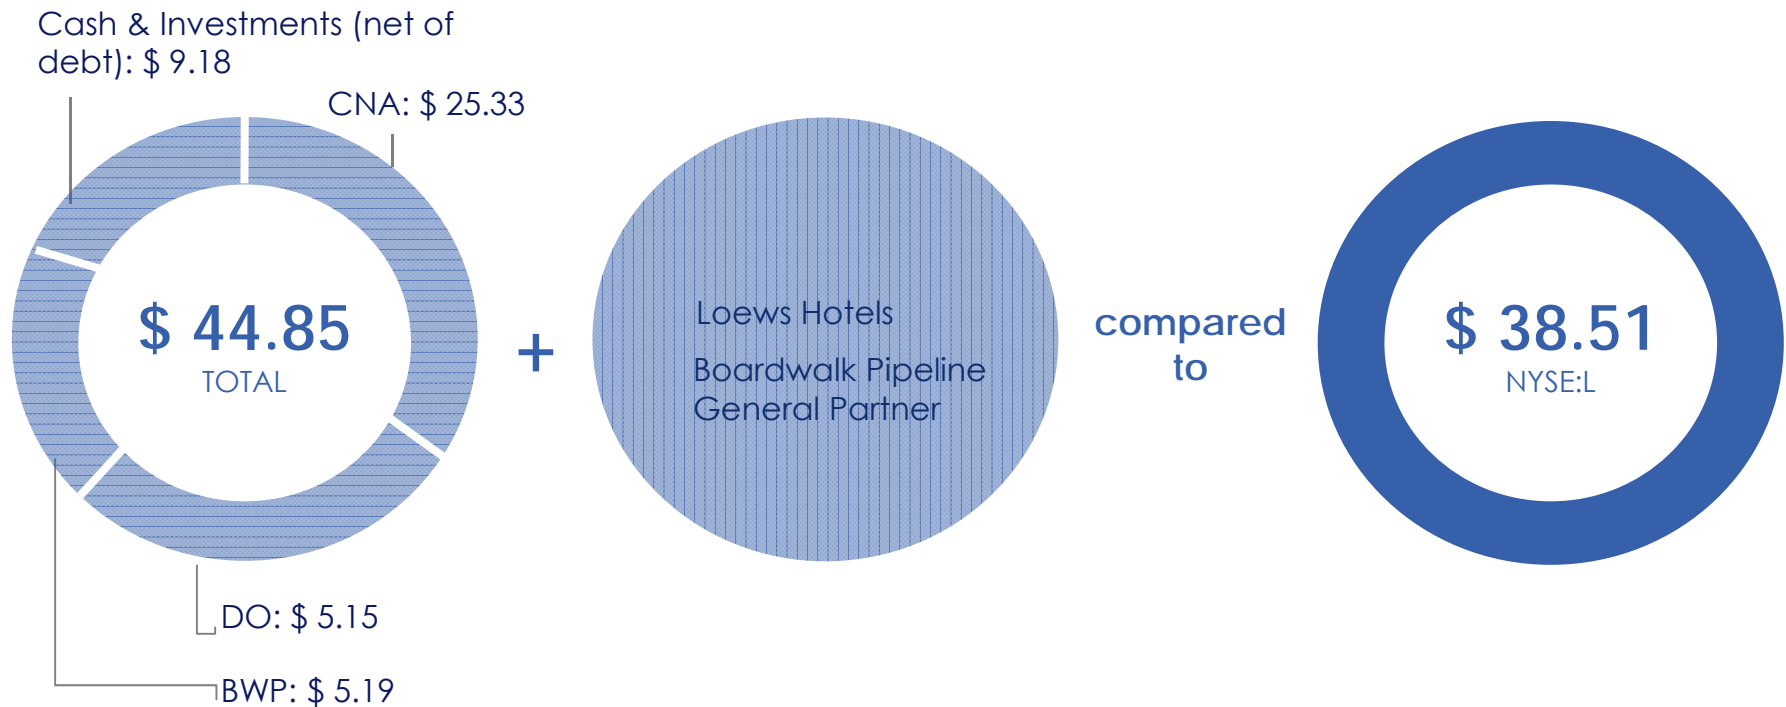 Cash & Investments (net of
debt): $ 9.18
CNA: $ 25.33
$ 44.85
TOTAL
DO: $ 5.15
BWP: $ 5.19
+
Loews Hotels
Boardwalk Pipeline
General Partner
compared
to
$ 38.51
NYSE:L